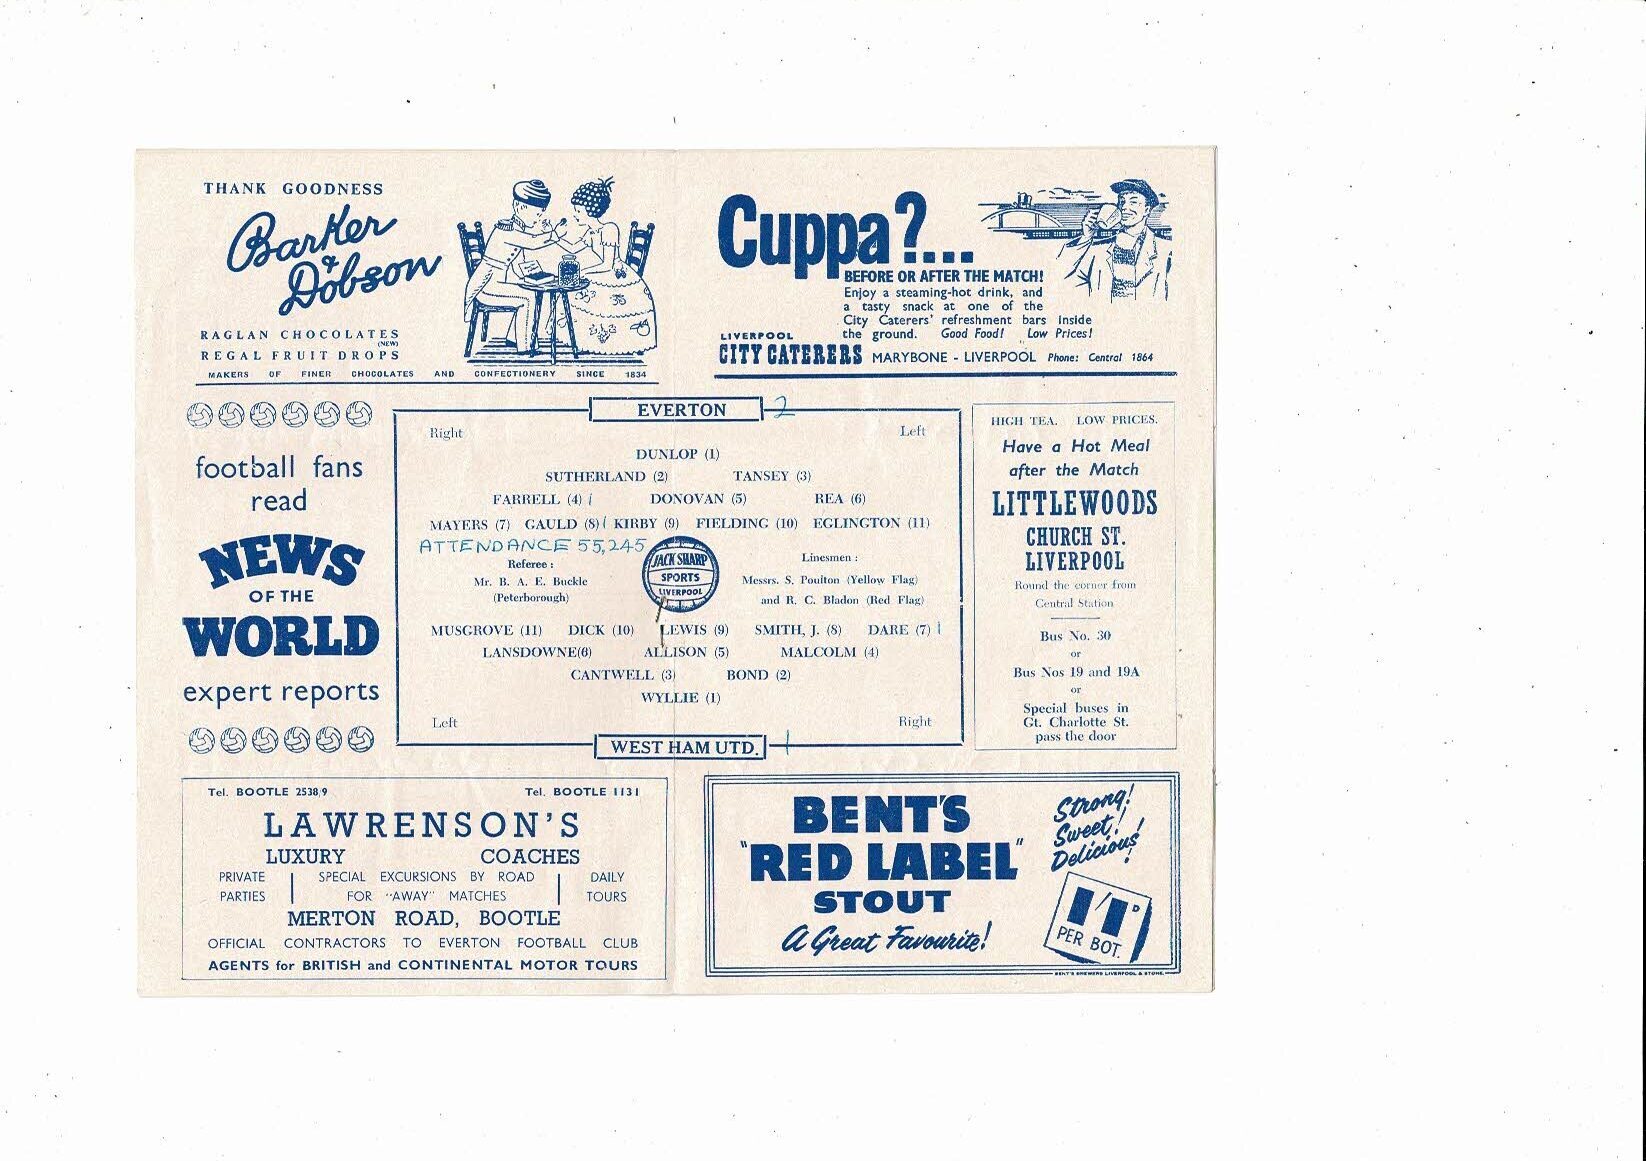 THANK GOODNESS
Barker & Dobson
RAGLAN CHOCOLATES
(NEW)
REGAL FRUIT DROPS
MAKERS OF FINER CHOCOLATES AND CONFECTIONERY SINCE 1834
Cuppa?...
BEFORE OR AFTER THE MATCH!
Enjoy a steaming-hot drink, and
a tasty snack at one of the
City Caterers' refreshment bars inside
the ground. Good Food! Low Prices!
LIVERPOOL
CITY CATERERS MARYBONE - LIVERPOOL Phone: Central 1864
football fans
read
NEWS
OF THE
WORLD
expert reports
EVERTON 2
Right Left
DUNLOP (1)
SUTHERLAND (2) TANSEY (3)
FARRELL (4) / DONOVAN (5) REA (6)
MAYERS (7) GAULD (8) / KIRBY (9) FIELDING (10) EGLINGTON (11)
ATTENDANCE 55,245
Referee :
Mr. B. A. E. Buckle
(Peterborough)
JACK SHARP
SPORTS
LIVERPOOL
Linesmen :
Messrs. S. Poulton (Yellow Flag)
and R. C. Bladon (Red Flag)
MUSGROVE (11) DICK (10) LEWIS (9) SMITH, J. (8) DARE (7) 1
LANSDOWNE(6) ALLISON (5) MALCOLM (4)
CANTWELL (3) BOND (2)
WYLLIE (1)
Left Right
WEST HAM UTD. 1
HIGH TEA. LOW PRICES.
Have a Hot Meal
after the Match
LITTLEWOODS
CHURCH ST.
LIVERPOOL
Round the corner from
Central Station
Bus No. 30
or
Bus Nos 19 and 19A
or
Special buses in
Gt. Charlotte St.
pass the door
Tel. BOOTLE 2538/9 Tel. BOOTLE 1131
LAWRENSON'S
LUXURY COACHES
PRIVATE PARTIES | SPECIAL EXCURSIONS BY ROAD FOR "AWAY" MATCHES | DAILY TOURS
MERTON ROAD, BOOTLE
OFFICIAL CONTRACTORS TO EVERTON FOOTBALL CLUB
AGENTS for BRITISH and CONTINENTAL MOTOR TOURS
BENT'S
"RED LABEL"
STOUT
A Great Favourite!
Strong!
Sweet!
Delicious!
1/1D
PER BOT.
BENT'S BREWERY LIVERPOOL & STONE.